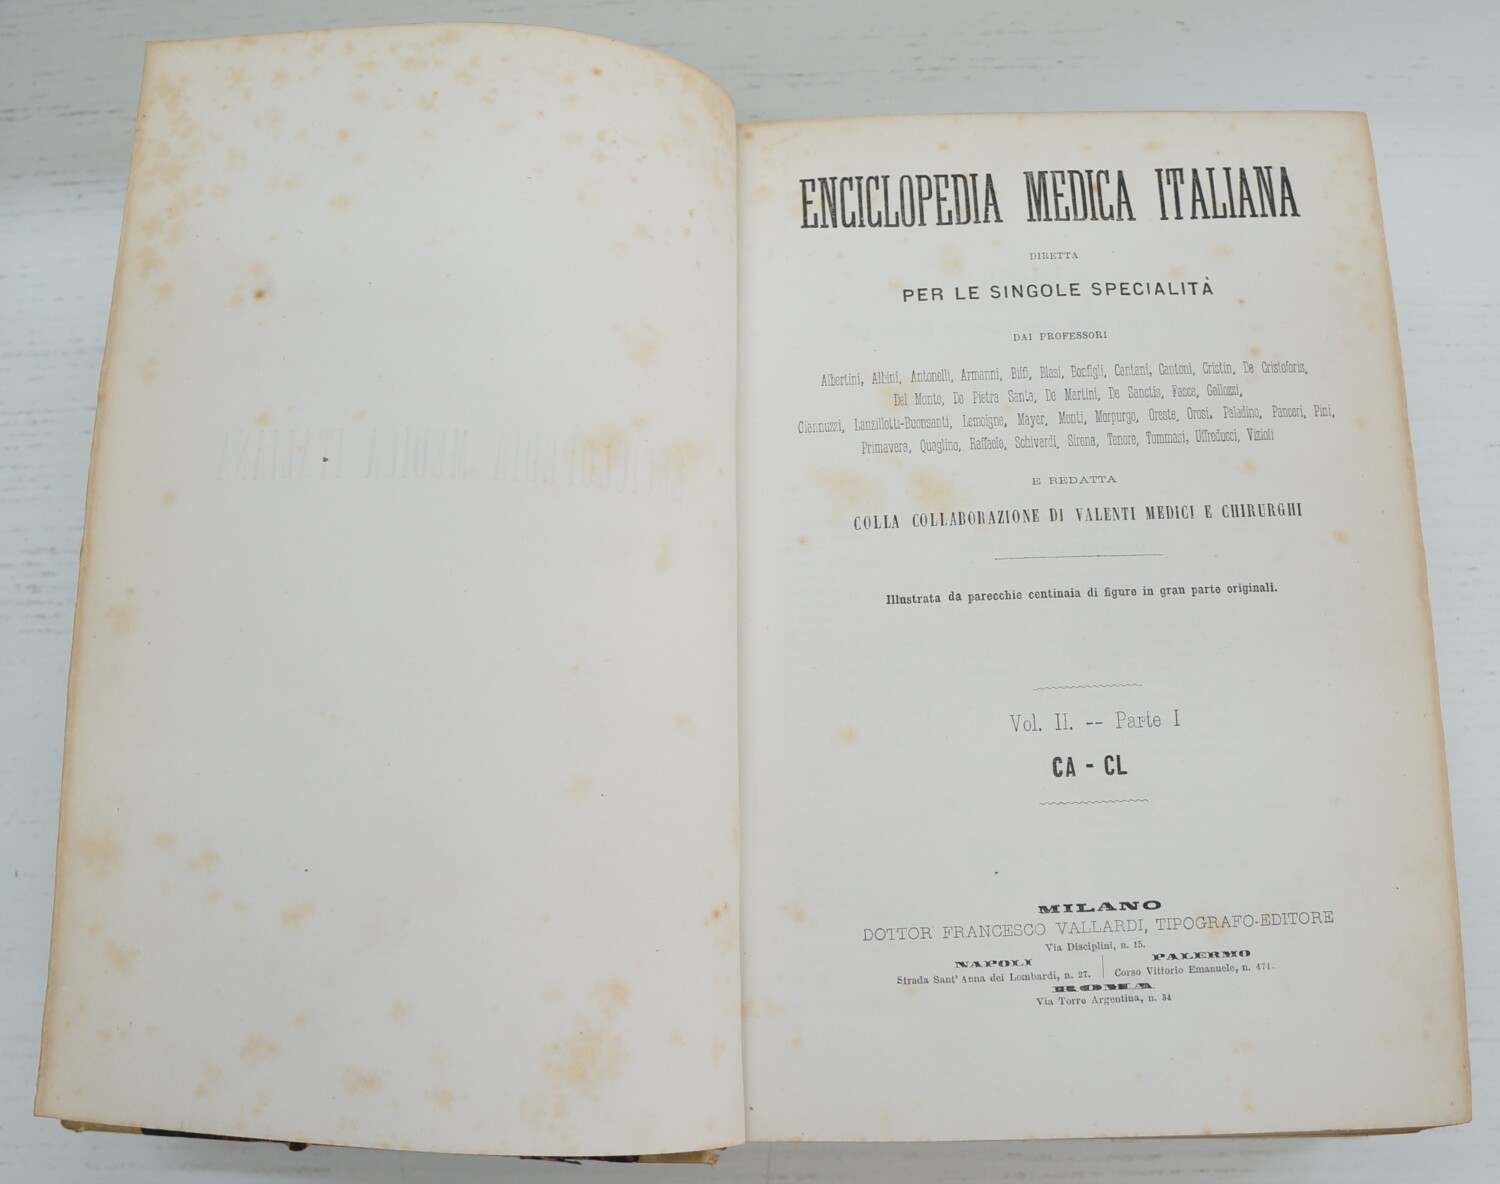 ENCICLOPEDIA MEDICA ITALIANA
DIRETTA
PER LE SINGOLE SPECIALITÀ
DAI PROFESSORI
Albertini, Albini, Antonelli, Armanni, Biffi, Blasi, Bonfigli, Cantani, Cantoni, Cristin, De Cristoforis,
Del Monte, De Pietra Santa, De Martini, De Sanctis, Facce, Gallozzi,
Giannuzzi, Lanzillotti-Buonsanti, Lemoigne, Mayer, Monti, Morpurgo, Oreste, Orosi, Paladino, Panceri, Pini,
Primavera, Quaglino, Raffaele, Schivardi, Sirena, Tenore, Tommasi, Uffreducci, Vizioli
E REDATTA
COLLA COLLABORAZIONE DI VALENTI MEDICI E CHIRURGHI
Illustrata da parecchie centinaia di figure in gran parte originali.
Vol. II. -- Parte I
CA - CL
MILANO
DOTTOR FRANCESCO VALLARDI, TIPOGRAFO-EDITORE
Via Disciplini, n. 15.
NAPOLI
Strada Sant' Anna dei Lombardi, n. 27.
PALERMO
Corso Vittorio Emanuele, n. 471.
ROMA
Via Torre Argentina, n. 34